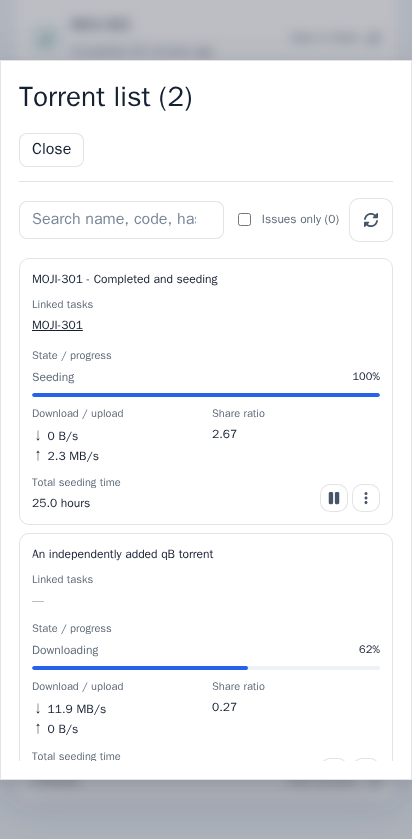 Torrent list (2)
Close
Search name, code, has
Issues only (0)
MOJI-301 - Completed and seeding
Linked tasks
MOJI-301
State / progress
Seeding 100%
Download / upload Share ratio
↓ 0 B/s 2.67
↑ 2.3 MB/s
Total seeding time
25.0 hours
An independently added qB torrent
Linked tasks
—
State / progress
Downloading 62%
Download / upload Share ratio
↓ 11.9 MB/s 0.27
↑ 0 B/s
Total seeding time